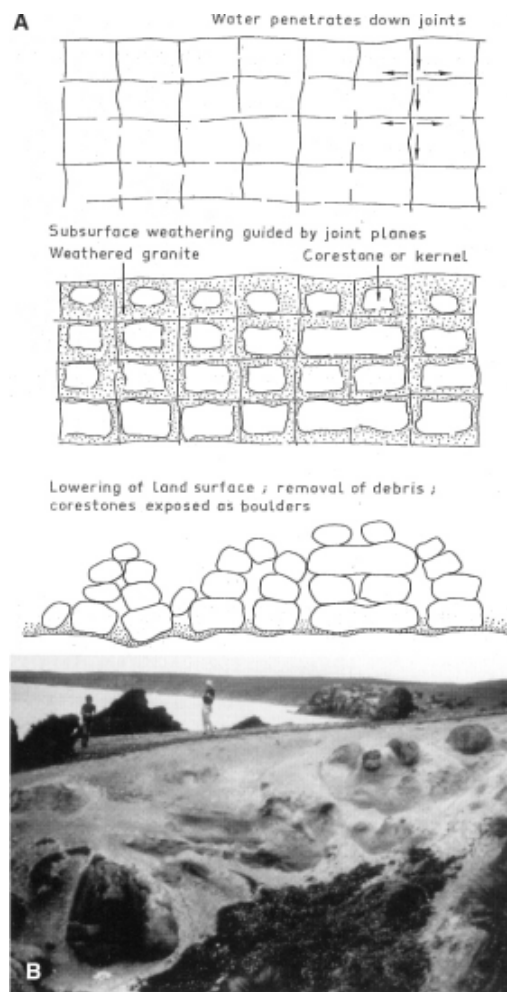 A
Water penetrates down joints
Subsurface weathering guided by joint planes
Weathered granite Corestone or kernel
Lowering of land surface ; removal of debris ;
corestones exposed as boulders
B